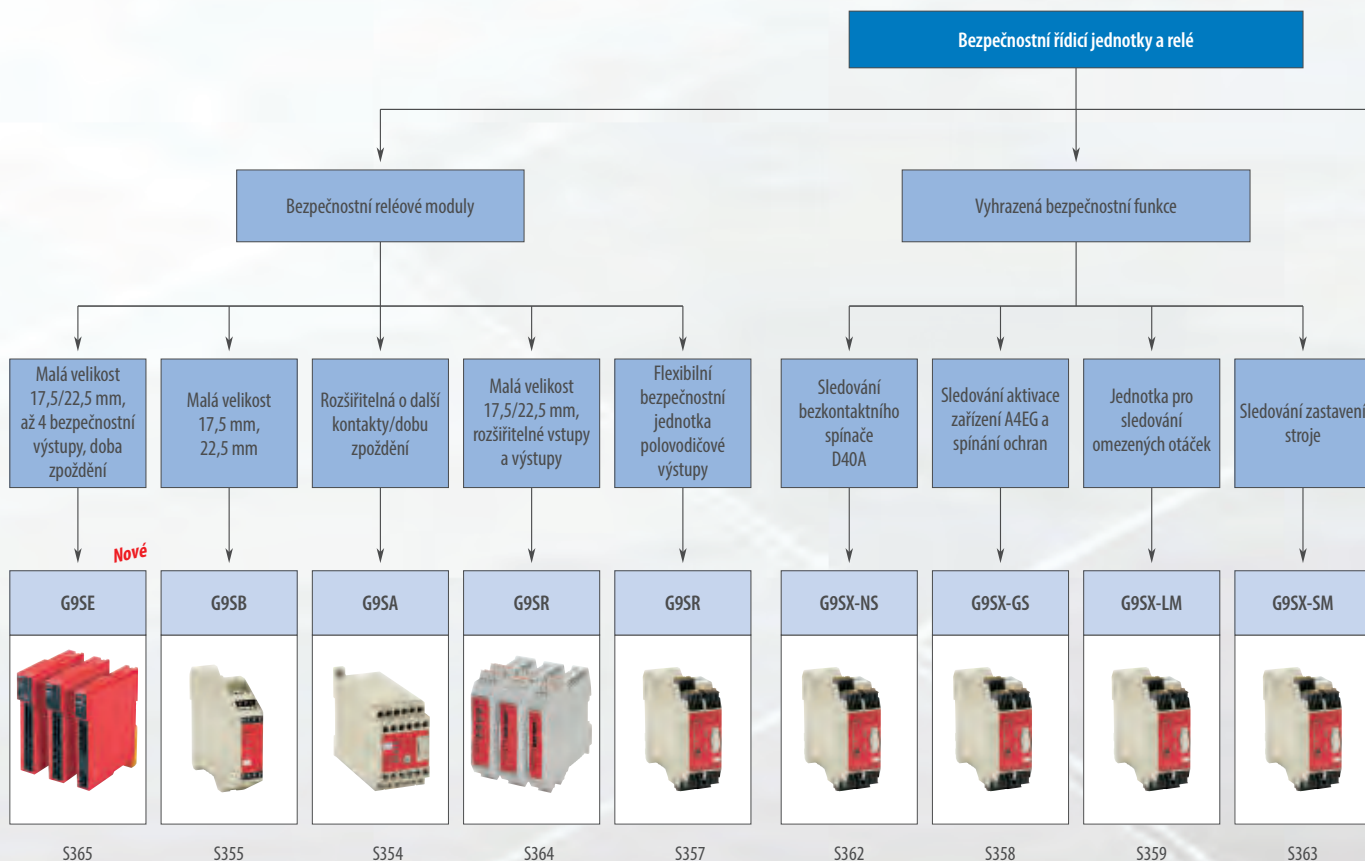 Bezpečnostní řídicí jednotky a relé
Bezpečnostní reléové moduly
Vyhrazená bezpečnostní funkce
Malá velikost
17,5/22,5 mm,
až 4 bezpečnostní
výstupy, doba
zpoždění
Malá velikost
17,5 mm,
22,5 mm
Rozšiřitelná o další
kontakty/dobu
zpoždění
Malá velikost
17,5/22,5 mm,
rozšiřitelné vstupy
a výstupy
Flexibilní
bezpečnostní
jednotka
polovodičové
výstupy
Sledování
bezkontaktního
spínače
D40A
Sledování aktivace
zařízení A4EG a
spínání ochran
Jednotka pro
sledování
omezených otáček
Sledování zastavení
stroje
Nové
G9SE
G9SB
G9SA
G9SR
G9SR
G9SX-NS
G9SX-GS
G9SX-LM
G9SX-SM
S365
S355
S354
S364
S357
S362
S358
S359
S363